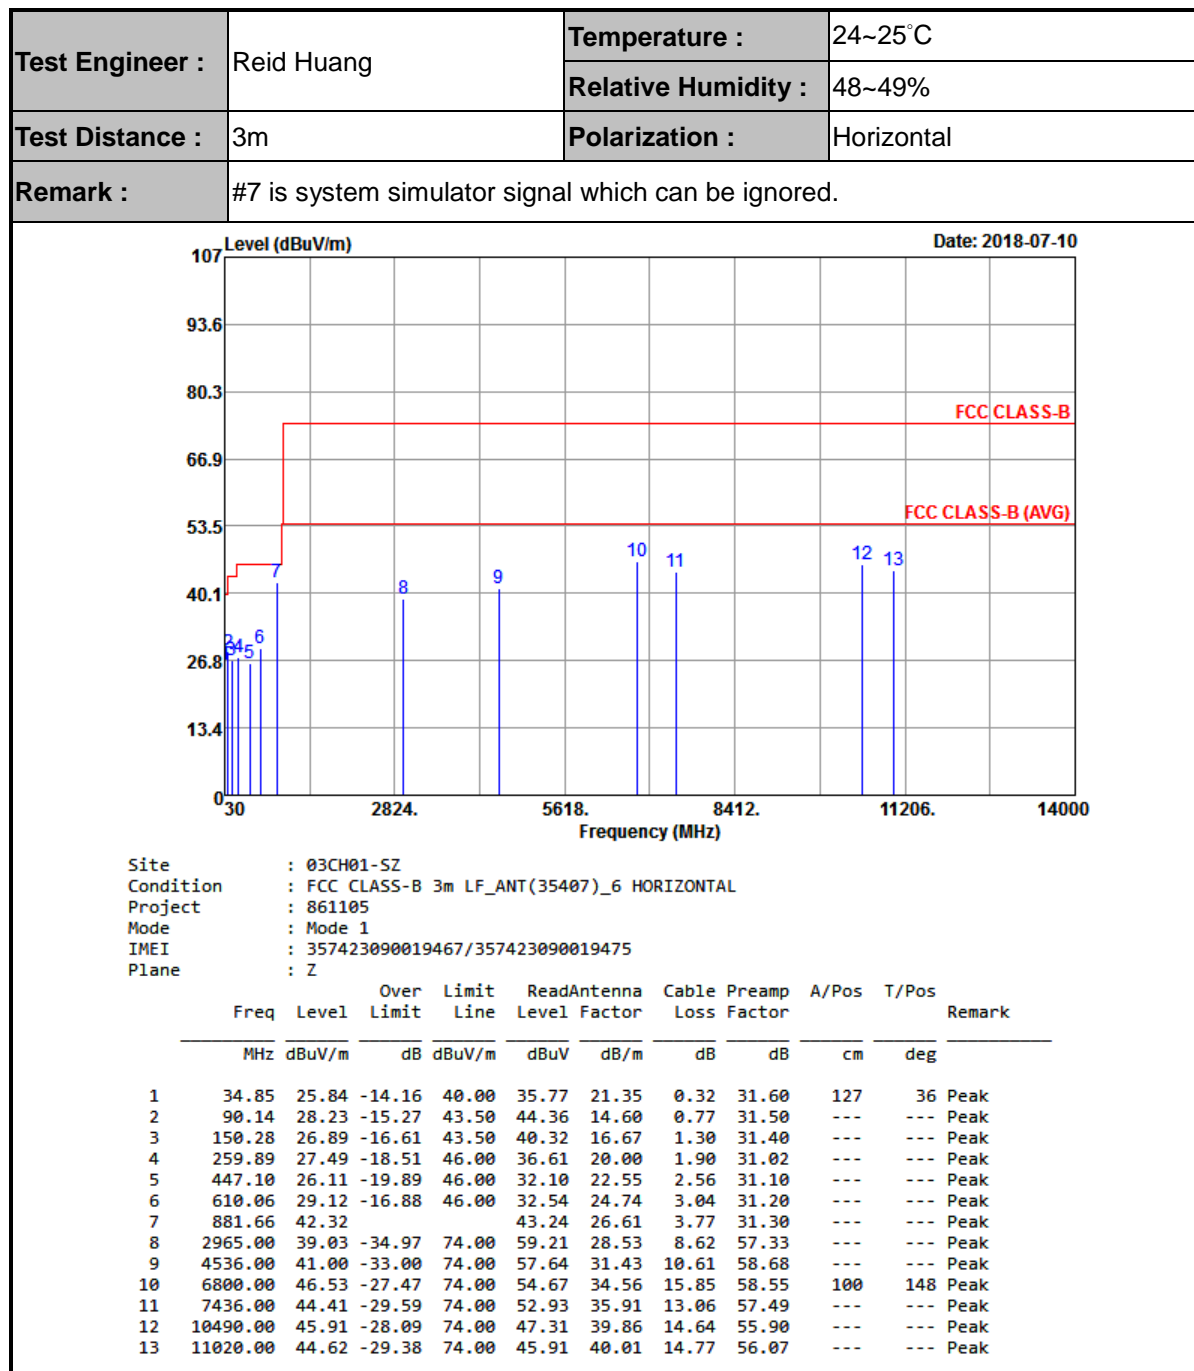 Test Engineer : Reid Huang Temperature : 24~25°C
Relative Humidity : 48~49%
Test Distance : 3m Polarization : Horizontal
Remark : #7 is system simulator signal which can be ignored.
107 Level (dBuV/m) Date: 2018-07-10
93.6
80.3
FCC CLASS-B
66.9
53.5 FCC CLASS-B (AVG)
40.1
26.8
13.4
0
2 3 4 5 6 7 8 9 10 11 12 13
30 2824. 5618. 8412. 11206. 14000
Frequency (MHz)
Site : 03CH01-SZ
Condition : FCC CLASS-B 3m LF_ANT(35407)_6 HORIZONTAL
Project : 861105
Mode : Mode 1
IMEI : 357423090019467/357423090019475
Plane : Z
Over Limit ReadAntenna Cable Preamp A/Pos T/Pos
Freq Level Limit Line Level Factor Loss Factor Remark
MHz dBuV/m dB dBuV/m dBuV dB/m dB dB cm deg
1 34.85 25.84 -14.16 40.00 35.77 21.35 0.32 31.60 127 36 Peak
2 90.14 28.23 -15.27 43.50 44.36 14.60 0.77 31.50 --- --- Peak
3 150.28 26.89 -16.61 43.50 40.32 16.67 1.30 31.40 --- --- Peak
4 259.89 27.49 -18.51 46.00 36.61 20.00 1.90 31.02 --- --- Peak
5 447.10 26.11 -19.89 46.00 32.10 22.55 2.56 31.10 --- --- Peak
6 610.06 29.12 -16.88 46.00 32.54 24.74 3.04 31.20 --- --- Peak
7 881.66 42.32 43.24 26.61 3.77 31.30 --- --- Peak
8 2965.00 39.03 -34.97 74.00 59.21 28.53 8.62 57.33 --- --- Peak
9 4536.00 41.00 -33.00 74.00 57.64 31.43 10.61 58.68 --- --- Peak
10 6800.00 46.53 -27.47 74.00 54.67 34.56 15.85 58.55 100 148 Peak
11 7436.00 44.41 -29.59 74.00 52.93 35.91 13.06 57.49 --- --- Peak
12 10490.00 45.91 -28.09 74.00 47.31 39.86 14.64 55.90 --- --- Peak
13 11020.00 44.62 -29.38 74.00 45.91 40.01 14.77 56.07 --- --- Peak